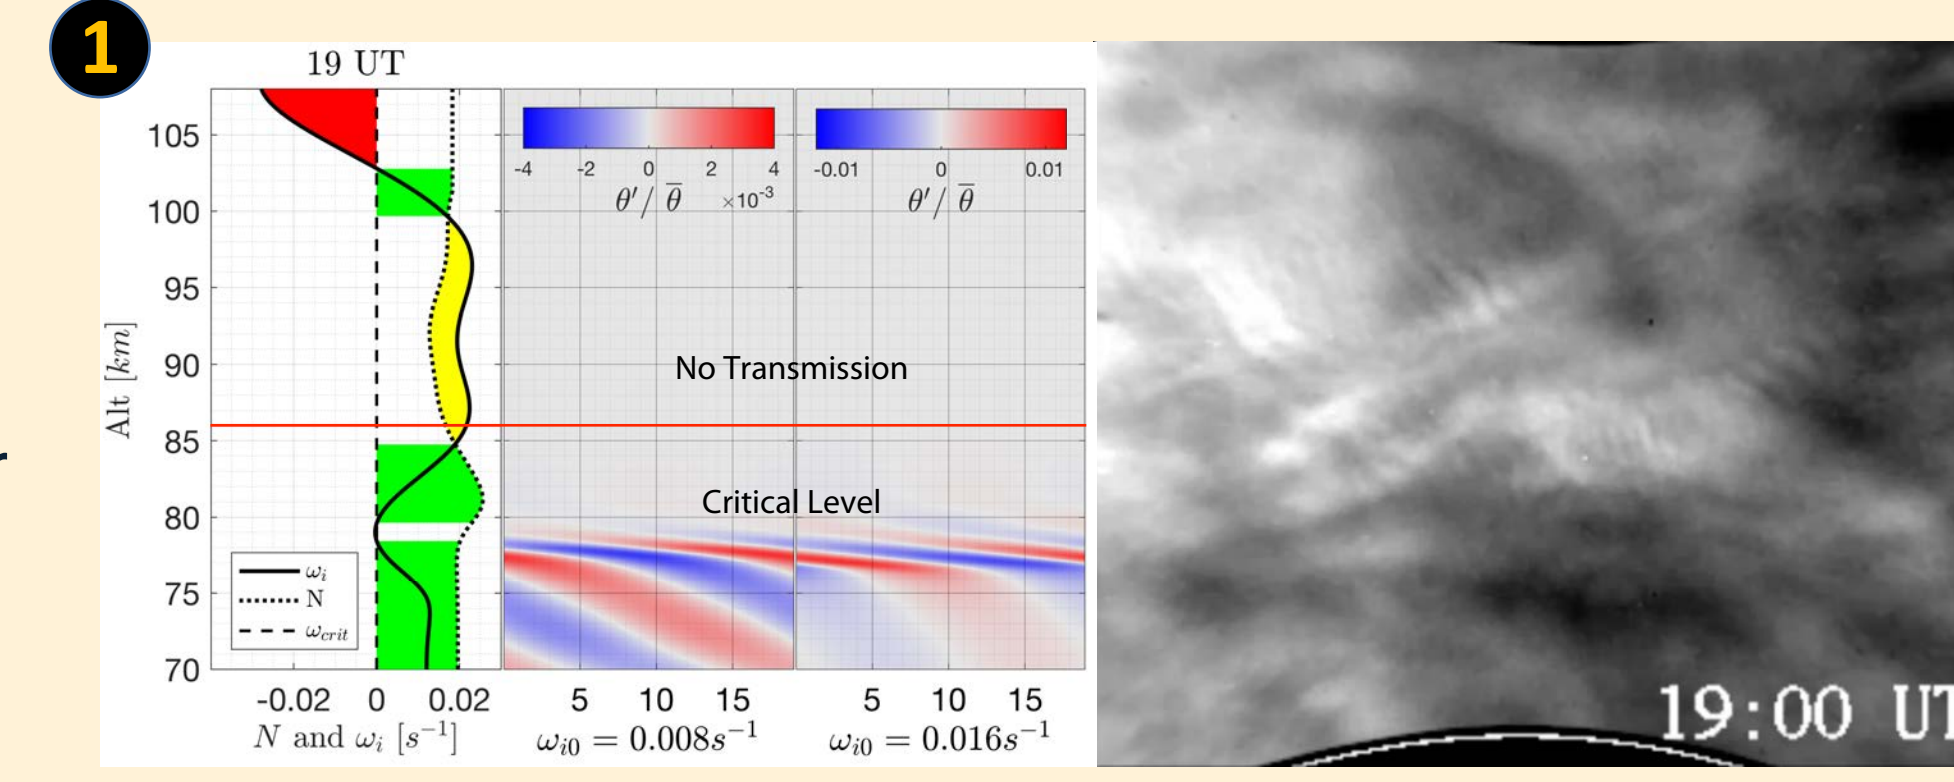 1
19 UT
105
100
95
90
85
80
75
70
Alt [km]
ωᵢ
N
ω_crit
-0.02 0 0.02
N and ωᵢ [s⁻¹]
-4 -2 0 2 4
θ′/ θ̅ ×10⁻³
-0.01 0 0.01
θ′/ θ̅
No Transmission
Critical Level
5 10 15
ωᵢ₀ = 0.008s⁻¹
5 10 15
ωᵢ₀ = 0.016s⁻¹
19:00 UT
r